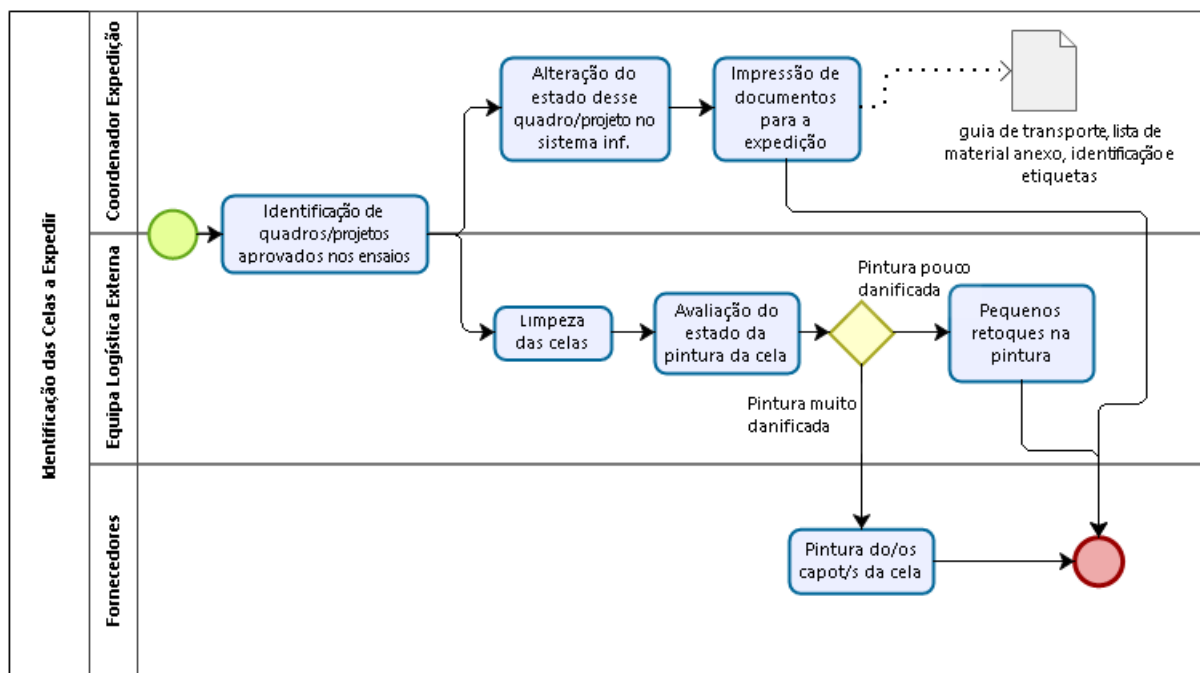 Identificação das Celas a Expedir
Coordenador Expedição
Alteração do
estado desse
quadro/projeto no
sistema inf.
Impressão de
documentos
para a
expedição
guia de transporte, lista de
material anexo, identificação e
etiquetas
Identificação de
quadros/projetos
aprovados nos ensaios
Equipa Logística Externa
Limpeza
das celas
Avaliação do
estado da
pintura da cela
Pintura pouco
danificada
Pequenos
retoques na
pintura
Pintura muito
danificada
Fornecedores
Pintura do/os
capot/s da cela